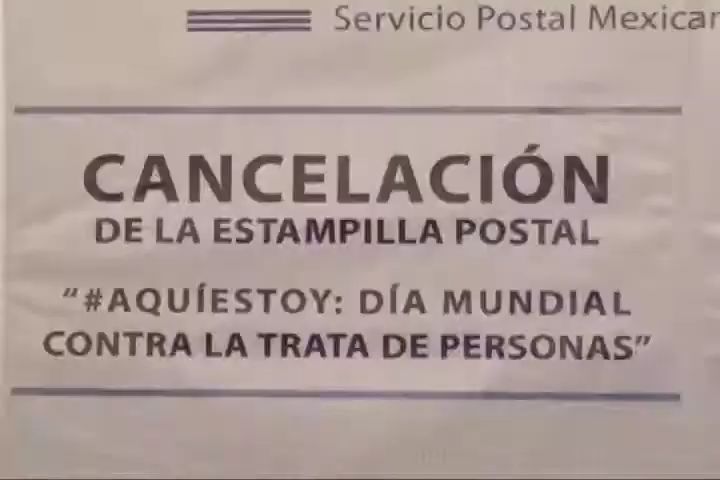 Servicio Postal Mexican
CANCELACIÓN
DE LA ESTAMPILLA POSTAL
“#AQUÍESTOY: DÍA MUNDIAL
CONTRA LA TRATA DE PERSONAS”